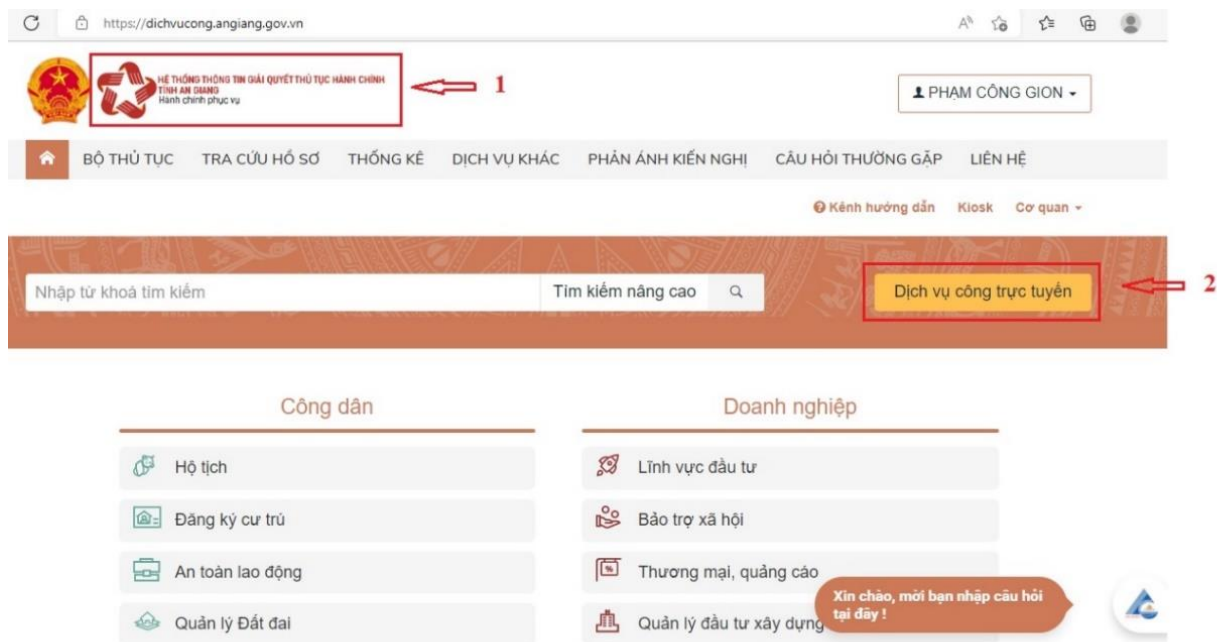 https://dichvucong.angiang.gov.vn
HỆ THỐNG THÔNG TIN GIẢI QUYẾT THỦ TỤC HÀNH CHÍNH
TỈNH AN GIANG
Hành chính phục vụ
1
PHẠM CÔNG GION
BỘ THỦ TỤC TRA CỨU HỒ SƠ THỐNG KÊ DỊCH VỤ KHÁC PHẢN ÁNH KIẾN NGHỊ CÂU HỎI THƯỜNG GẶP LIÊN HỆ
Kênh hướng dẫn Kiosk Cơ quan
Nhập từ khoá tìm kiếm Tìm kiếm nâng cao Dịch vụ công trực tuyến 2
Công dân Doanh nghiệp
Hộ tịch Lĩnh vực đầu tư
Đăng ký cư trú Bảo trợ xã hội
An toàn lao động Thương mại, quảng cáo
Quản lý Đất đai Quản lý đầu tư xây dựng
Xin chào, mời bạn nhập câu hỏi
tại đây !